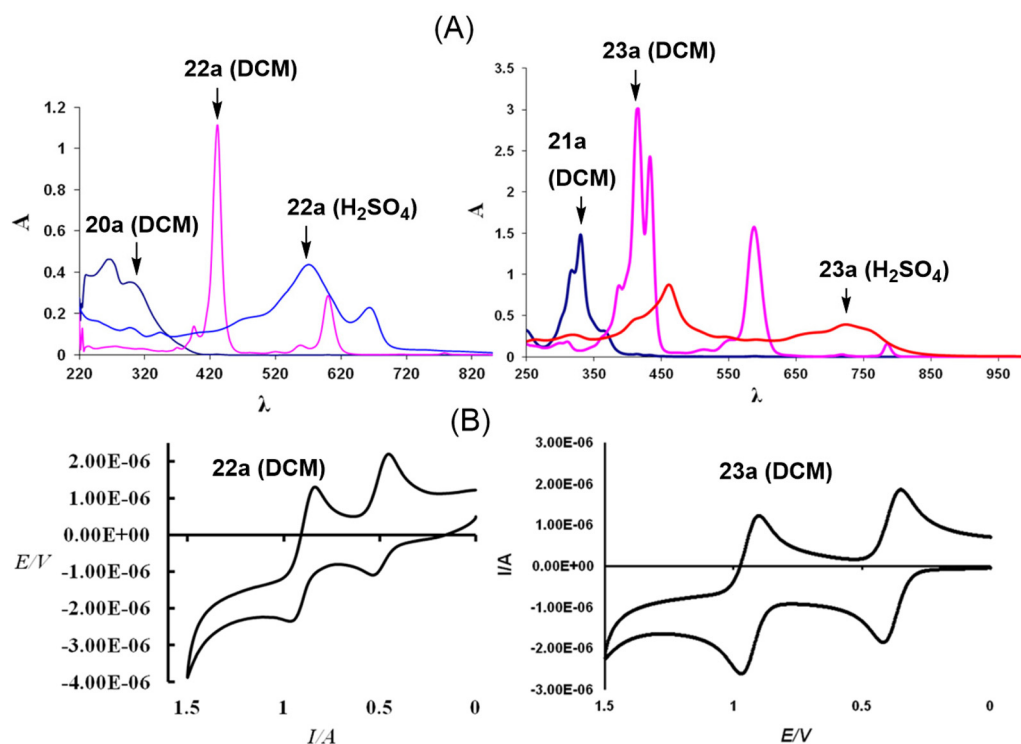 (A)
22a (DCM)
1.2
1
0.8
0.6
0.4
0.2
0
A
20a (DCM)
22a (H₂SO₄)
220 320 420 520 620 720 820
λ
23a (DCM)
3.5
3
2.5
2
1.5
1
0.5
0
A
21a
(DCM)
23a (H₂SO₄)
250 350 450 550 650 750 850 950
λ
(B)
22a (DCM)
2.00E-06
1.00E-06
0.00E+00
-1.00E-06
-2.00E-06
-3.00E-06
-4.00E-06
E/V
1.5 1 0.5 0
I/A
23a (DCM)
3.00E-06
2.00E-06
1.00E-06
0.00E+00
-1.00E-06
-2.00E-06
-3.00E-06
I/A
1.5 1 0.5 0
E/V